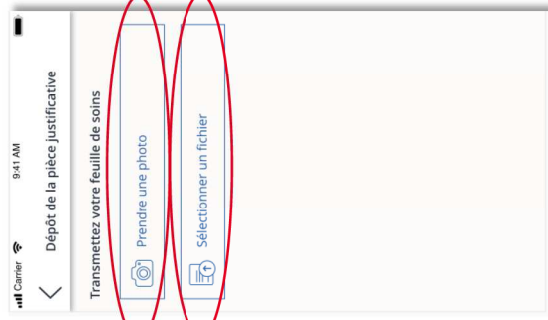 Carrier 9:41 AM
Dépôt de la pièce justificative
Transmettez votre feuille de soins
Prendre une photo
Sélectionner un fichier